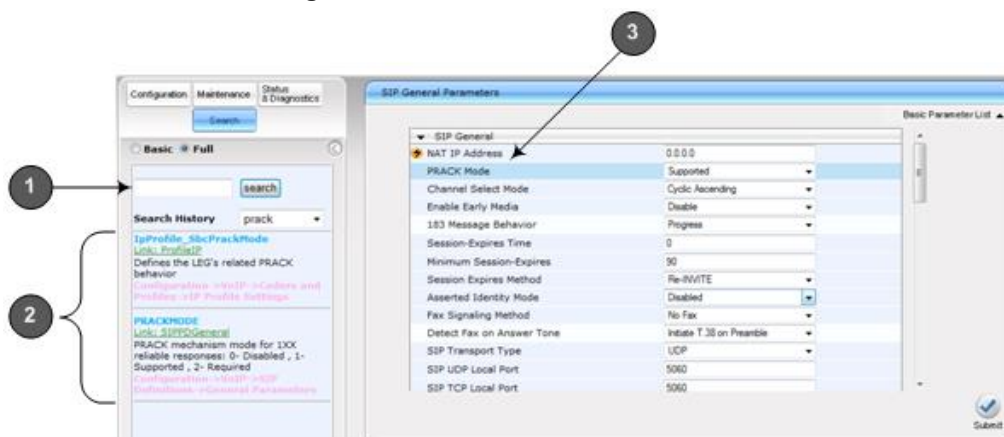 3
Configuration
Maintenance
Status & Diagnostics
Search
Basic Full
1
search
Search History prack
2
IpProfile_SbcPrackMode
Link: ProfileIP
Defines the LEG's related PRACK
behavior
Configuration ->VoIP ->Coders and
Profiles ->IP Profile Settings
PRACKMODE
Link: SIPPDGeneral
PRACK mechanism mode for 1XX
reliable responses: 0- Disabled , 1-
Supported , 2- Required
Configuration ->VoIP ->SIP
Definitions ->General Parameters
SIP General Parameters
Basic Parameter List ▲
SIP General
NAT IP Address 0.0.0.0
PRACK Mode Supported
Channel Select Mode Cyclic Ascending
Enable Early Media Disable
183 Message Behavior Progress
Session-Expires Time 0
Minimum Session-Expires 90
Session Expires Method Re-INVITE
Asserted Identity Mode Disabled
Fax Signaling Method No Fax
Detect Fax on Answer Tone Initiate T.38 on Preamble
SIP Transport Type UDP
SIP UDP Local Port 5060
SIP TCP Local Port 5060
Submit